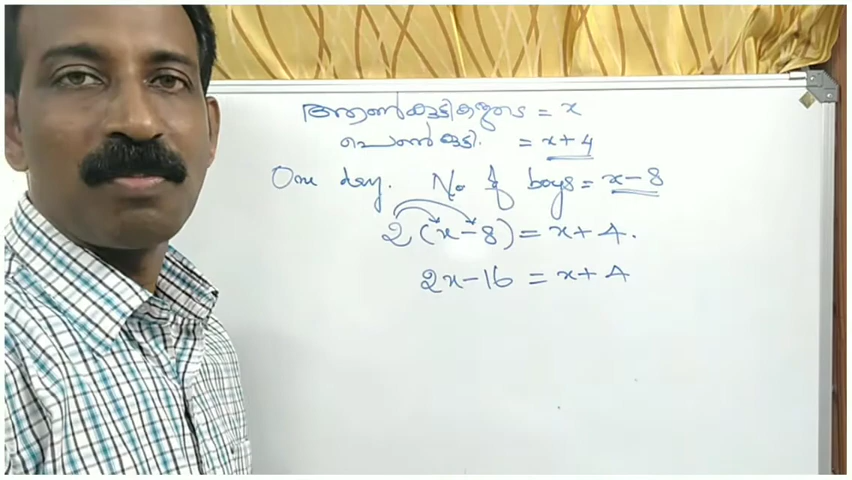 ആൺകുട്ടികളുടെ = x
പെൺകുട്ടി. = x+4
One day. No of boys = x-8
2(x-8) = x+4.
2x-16 = x+4